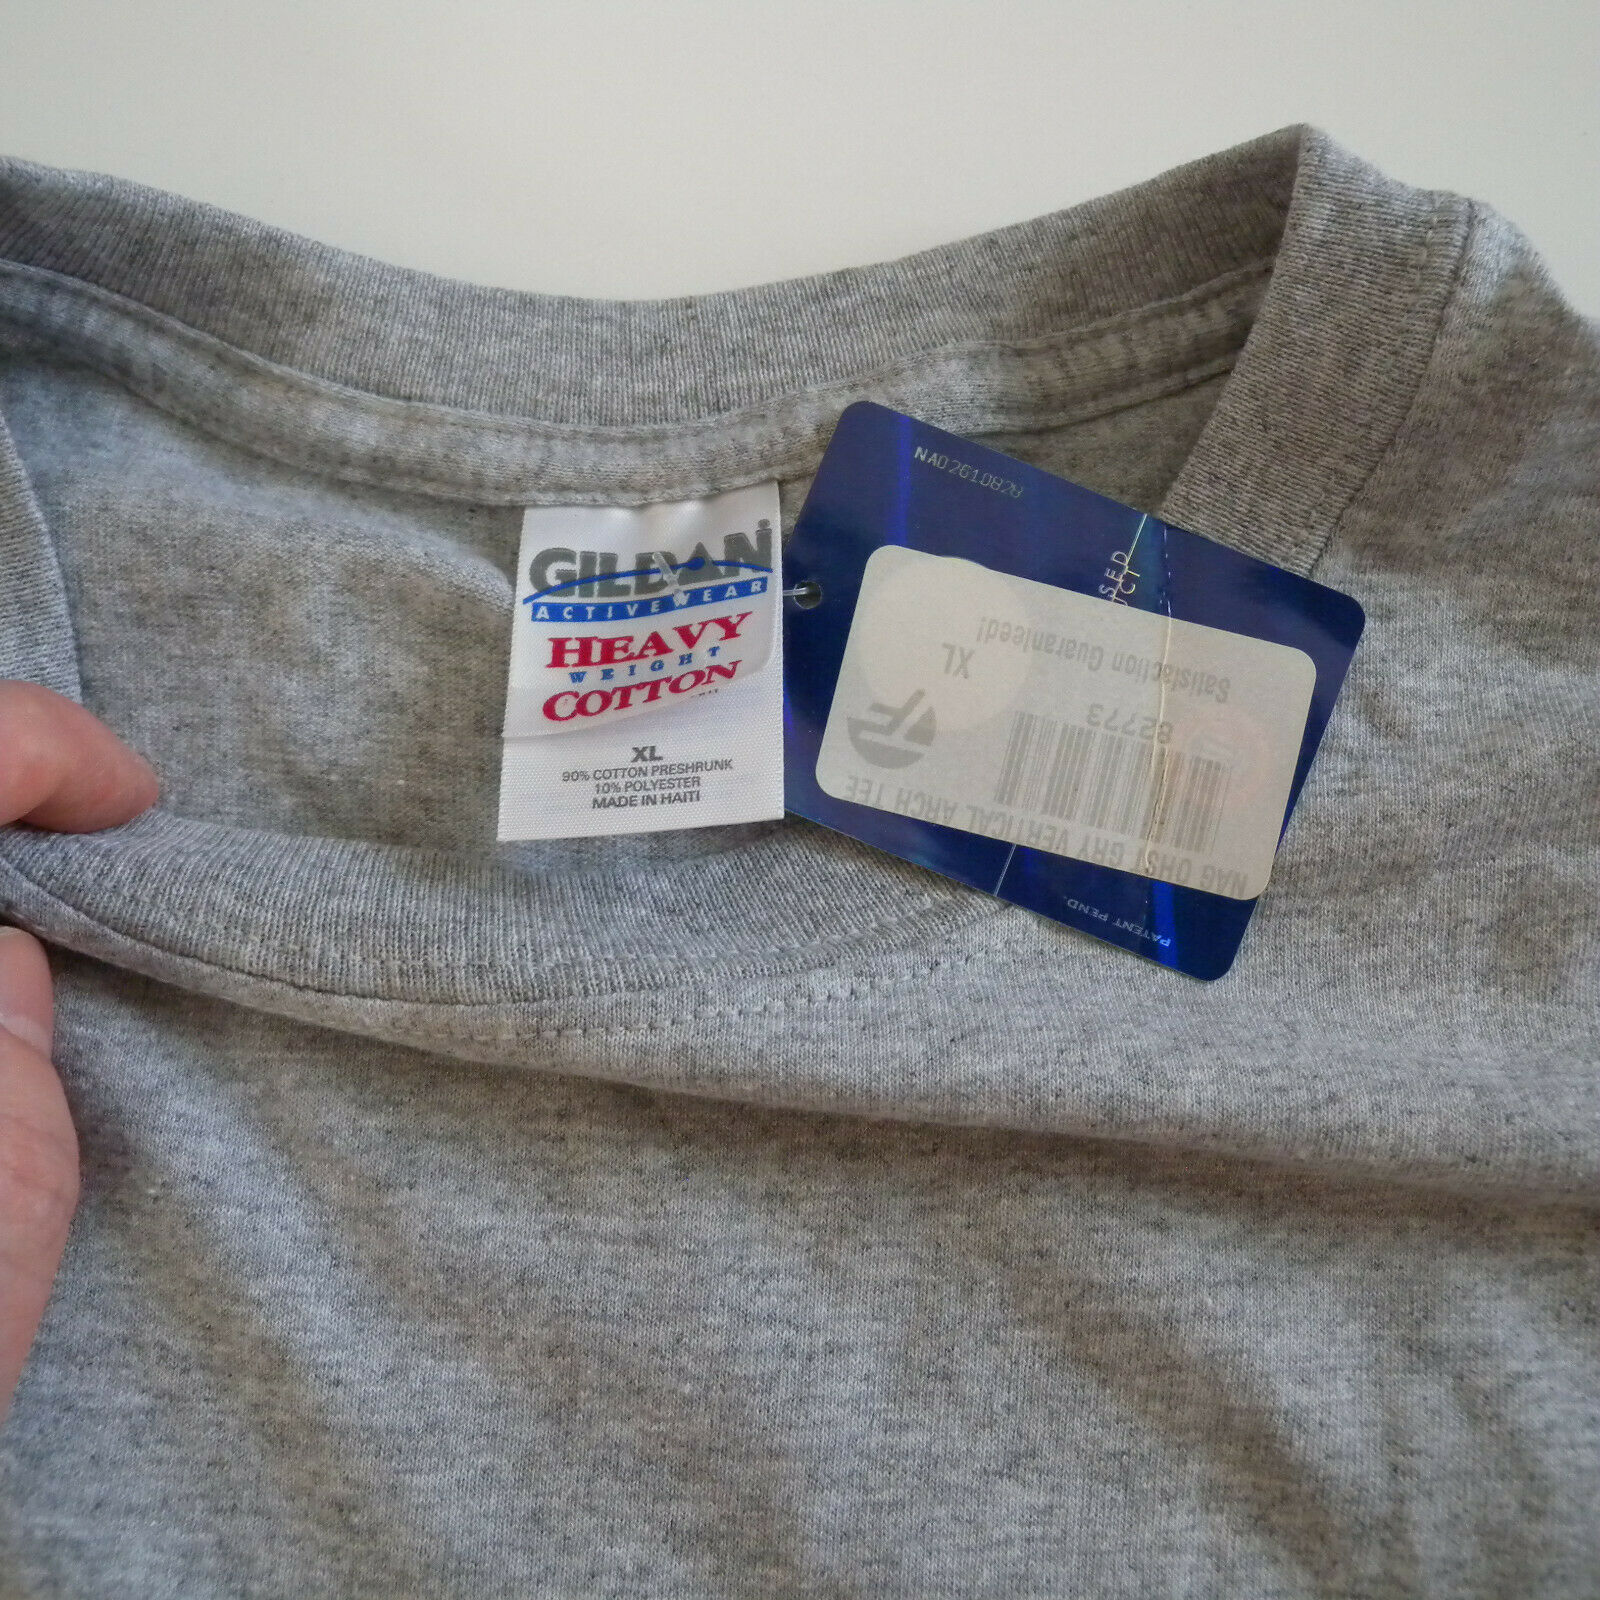 GILDAN
ACTIVEWEAR
HEAVY
WEIGHT
COTTON
XL
90% COTTON PRESHRUNK
10% POLYESTER
MADE IN HAITI
NAO2610828
PATENT PEND.
NAG OHST GRY VERTICAL ARCH TEE
82773
XL
Satisfaction Guaranteed!